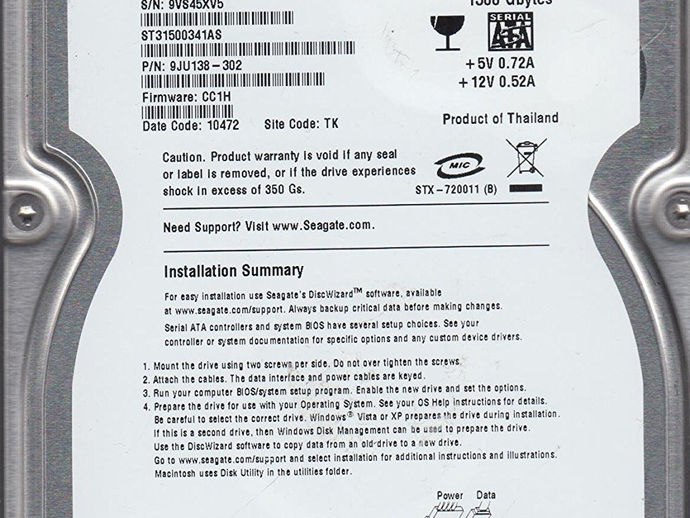 S/N: 9VS45XV5
1500 Gbytes
ST31500341AS
SERIAL
ATA
P/N: 9JU138-302
+5V 0.72A
+12V 0.52A
Firmware: CC1H
Date Code: 10472 Site Code: TK
Product of Thailand
Caution. Product warranty is void if any seal
or label is removed, or if the drive experiences
shock in excess of 350 Gs.
MIC
STX-720011 (B)
Need Support? Visit www.Seagate.com.
Installation Summary
For easy installation use Seagate's DiscWizard™ software, available
at www.seagate.com/support. Always backup critical data before making changes.
Serial ATA controllers and system BIOS have several setup choices. See your
controller or system documentation for specific options and any custom device drivers.
1. Mount the drive using two screws per side. Do not over tighten the screws.
2. Attach the cables. The data interface and power cables are keyed.
3. Run your computer BIOS/system setup program. Enable the new drive and set the options.
4. Prepare the drive for use with your Operating System. See your OS Help instructions for details.
Be careful to select the correct drive. Windows® Vista or XP prepares the drive during installation.
If this is a second drive, then Windows Disk Management can be used to prepare the drive.
Use the DiscWizard software to copy data from an old drive to a new drive.
Go to www.seagate.com/support and select installation for additional instructions and illustrations.
Macintosh uses Disk Utility in the utilities folder.
Power Data